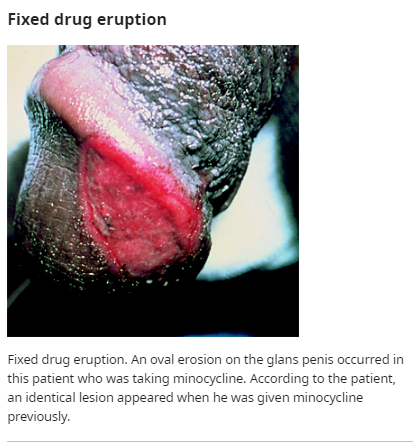 Fixed drug eruption
Fixed drug eruption. An oval erosion on the glans penis occurred in
this patient who was taking minocycline. According to the patient,
an identical lesion appeared when he was given minocycline
previously.